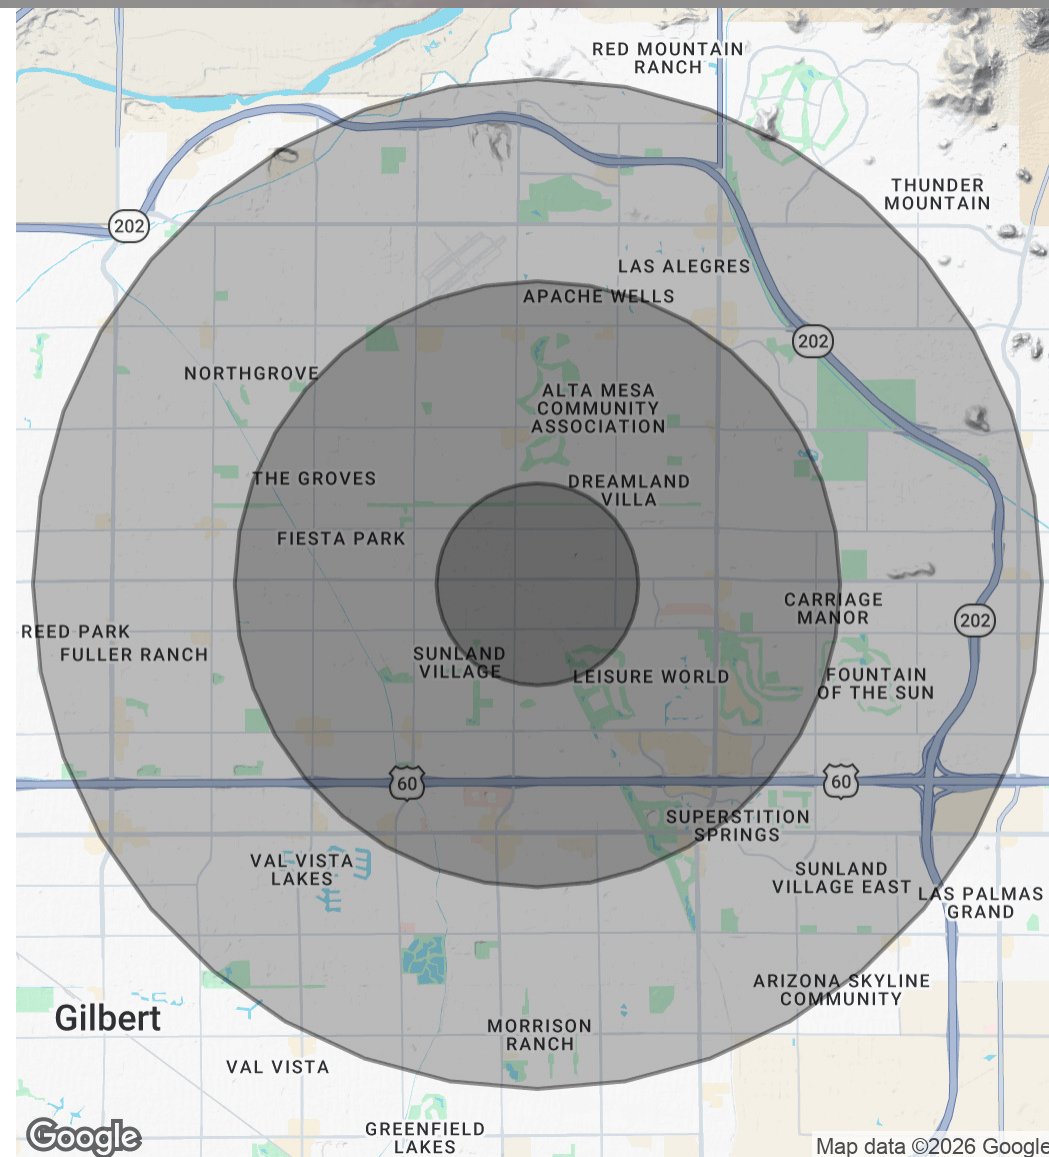 RED MOUNTAIN
RANCH
THUNDER
MOUNTAIN
202
LAS ALEGRES
APACHE WELLS
202
NORTHGROVE
ALTA MESA
COMMUNITY
ASSOCIATION
THE GROVES
DREAMLAND
VILLA
FIESTA PARK
CARRIAGE
MANOR
202
REED PARK
FULLER RANCH
SUNLAND
VILLAGE
LEISURE WORLD
FOUNTAIN
OF THE SUN
60
60
SUPERSTITION
SPRINGS
VAL VISTA
LAKES
SUNLAND
VILLAGE EAST
LAS PALMAS
GRAND
ARIZONA SKYLINE
COMMUNITY
Gilbert
MORRISON
RANCH
VAL VISTA
GREENFIELD
LAKES
Google
Map data ©2026 Google